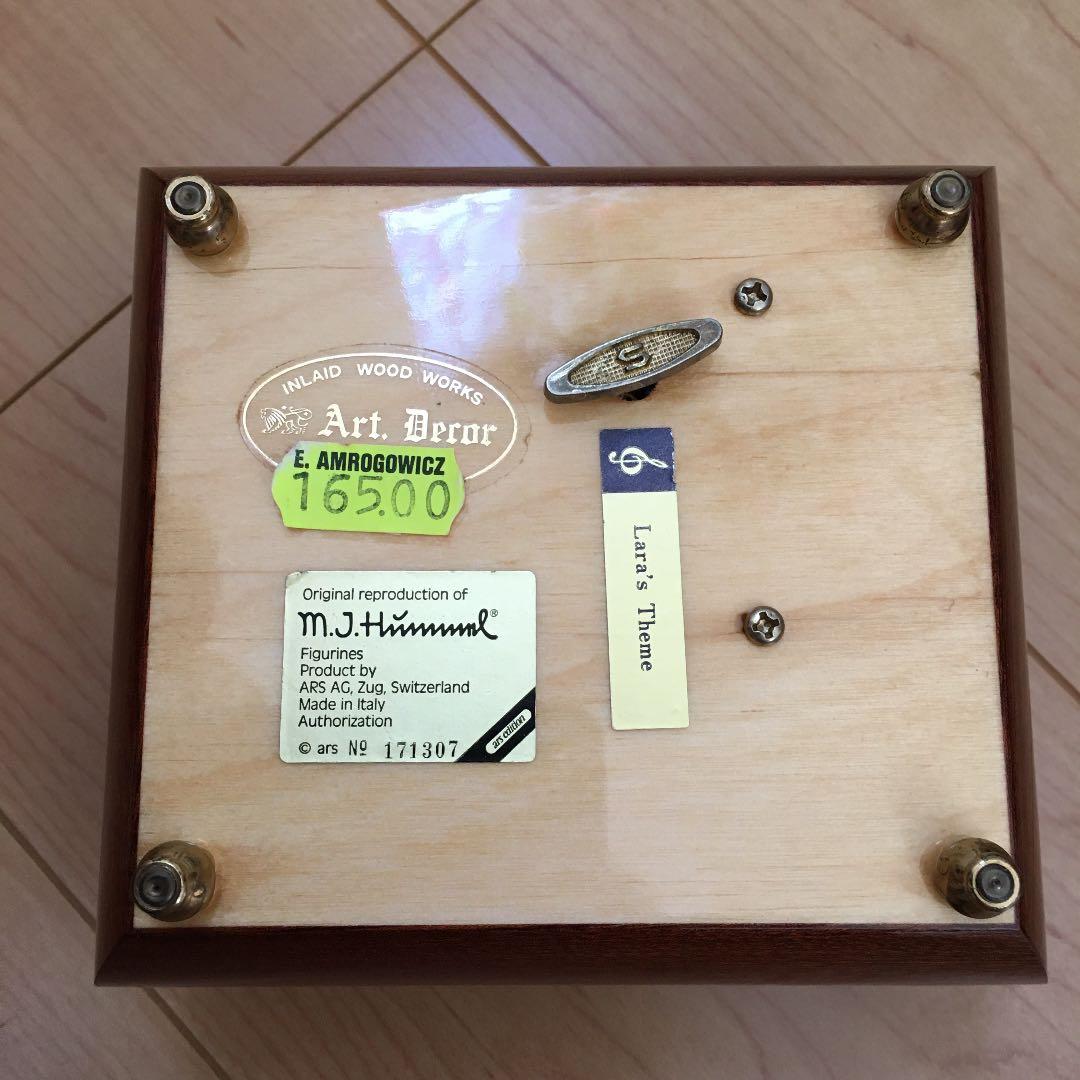 INLAID WOOD WORKS
Art. Decor
E. AMROGOWICZ
165.00
S
Lara's Theme
Original reproduction of
M.J.Hummel®
Figurines
Product by
ARS AG, Zug, Switzerland
Made in Italy
Authorization
© ars Nº 171307
ars edition